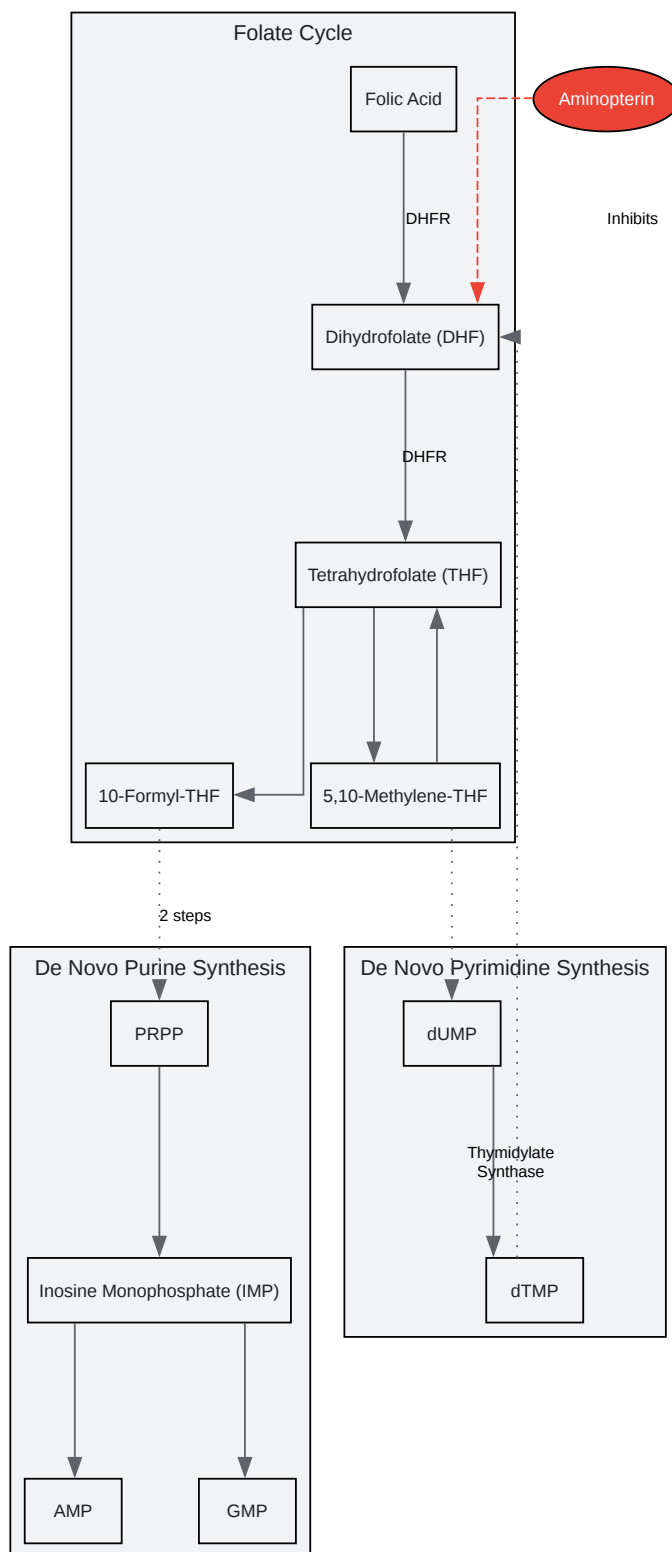 Folate Cycle
Folic Acid
Aminopterin
DHFR
Inhibits
Dihydrofolate (DHF)
DHFR
Tetrahydrofolate (THF)
10-Formyl-THF
5,10-Methylene-THF
2 steps
De Novo Purine Synthesis
De Novo Pyrimidine Synthesis
PRPP
dUMP
Thymidylate
Synthase
Inosine Monophosphate (IMP)
dTMP
AMP
GMP